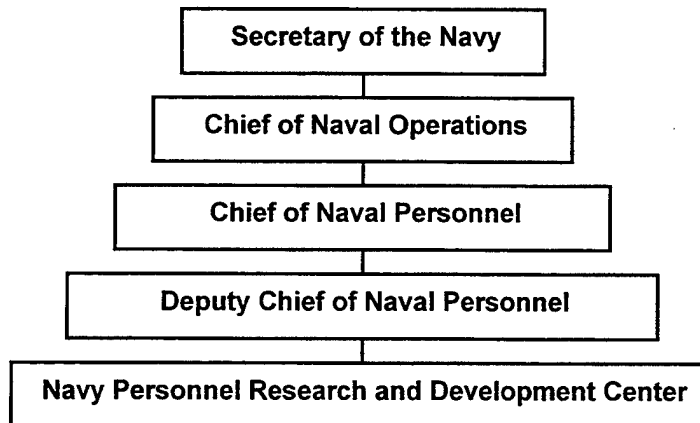 Secretary of the Navy
Chief of Naval Operations
Chief of Naval Personnel
Deputy Chief of Naval Personnel
Navy Personnel Research and Development Center